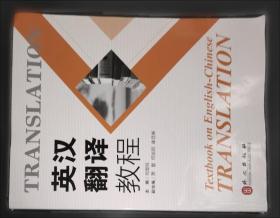 TRANSLATION
英汉
翻译
教程
Textbook on English-Chinese
TRANSLATION